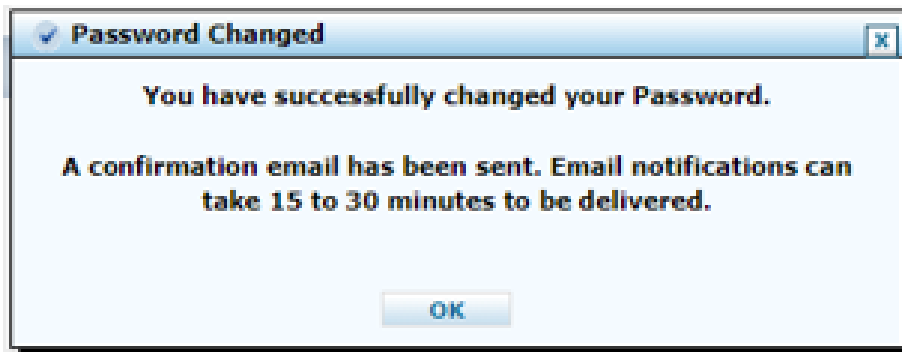 Password Changed
X
You have successfully changed your Password.
A confirmation email has been sent. Email notifications can
take 15 to 30 minutes to be delivered.
OK